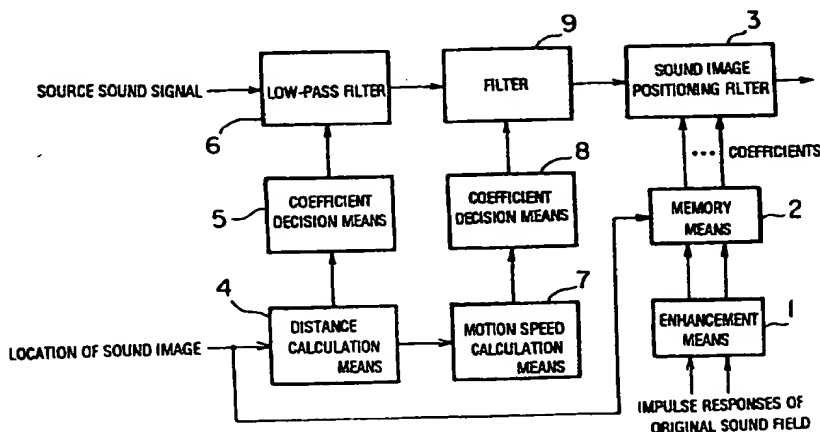 9
3
SOURCE SOUND SIGNAL
LOW-PASS FILTER
FILTER
SOUND IMAGE
POSITIONING FILTER
6
8
••• COEFFICIENTS
5
COEFFICIENT
DECISION MEANS
COEFFICIENT
DECISION MEANS
MEMORY
MEANS
2
4
7
1
LOCATION OF SOUND IMAGE
DISTANCE
CALCULATION
MEANS
MOTION SPEED
CALCULATION
MEANS
ENHANCEMENT
MEANS
IMPULSE RESPONSES OF
ORIGINAL SOUND FIELD